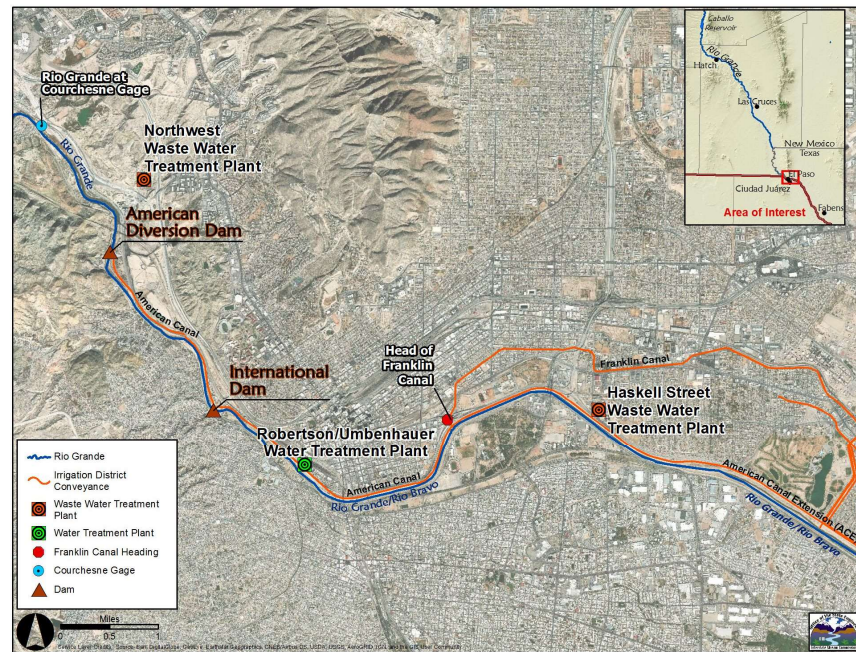 Rio Grande at
Courchesne Gage
Rio Grande
Northwest
Waste Water
Treatment Plant
American
Diversion Dam
American Canal
International
Dam
Head of
Franklin
Canal
Franklin Canal
Haskell Street
Waste Water
Treatment Plant
Robertson/Umbenhauer
Water Treatment Plant
American Canal
Rio Grande/Rio Bravo
American Canal Extension (ACE
Rio Grande/Rio Bravo
Caballo
Reservoir
Rio Grande
Hatch
Las Cruces
New Mexico
Texas
El Paso
Ciudad Juárez
Fabens
Area of Interest
Rio Grande
Irrigation District
Conveyance
Waste Water Treatment
Plant
Water Treatment Plant
Franklin Canal Heading
Courchesne Gage
Dam
Miles
0 0.5 1